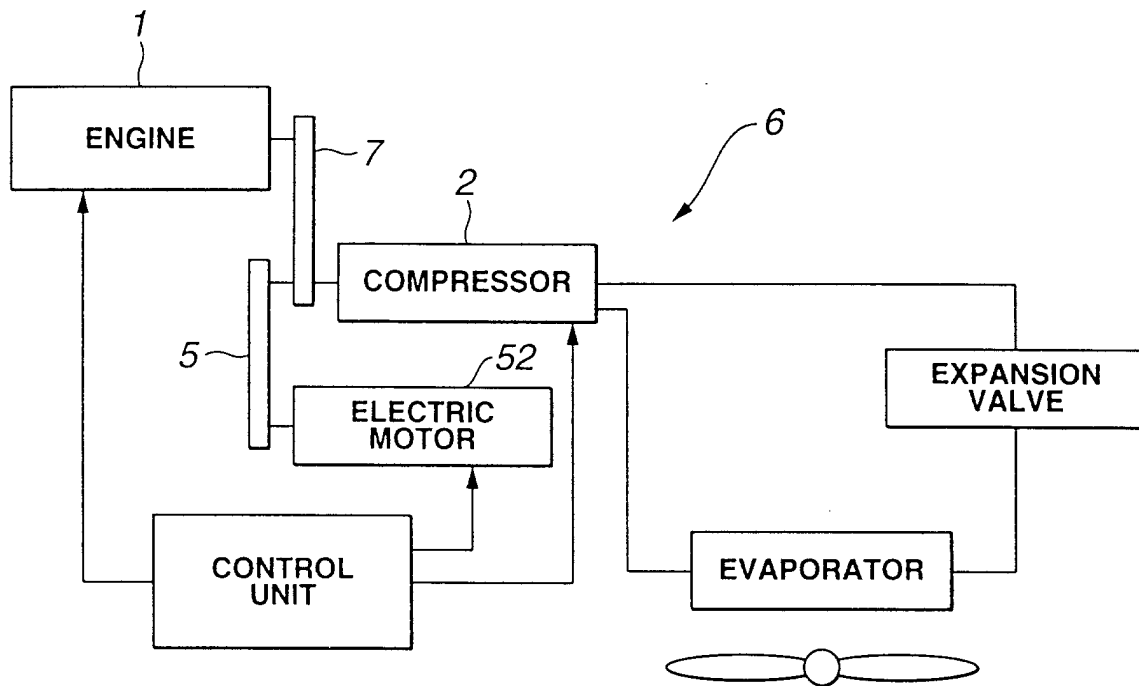 1
ENGINE
7
6
2
COMPRESSOR
5
52
ELECTRIC
MOTOR
EXPANSION
VALVE
CONTROL
UNIT
EVAPORATOR